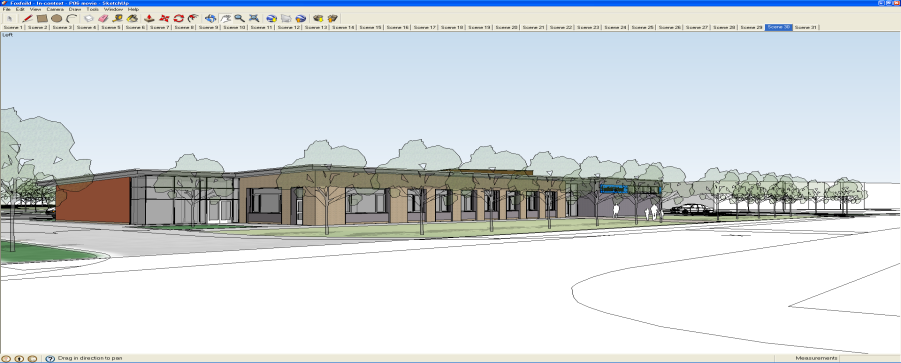 Foxfield - In-context - P06 movie - SketchUp
File Edit View Camera Draw Tools Window Help
Scene 1 Scene 2 Scene 3 Scene 4 Scene 5 Scene 6 Scene 7 Scene 8 Scene 9 Scene 10 Scene 11 Scene 12 Scene 13 Scene 14 Scene 15 Scene 16 Scene 17 Scene 18 Scene 19 Scene 20 Scene 21 Scene 22 Scene 23 Scene 24 Scene 25 Scene 26 Scene 27 Scene 28 Scene 29 Scene 30 Scene 31
Left
Drag in direction to pan
Measurements